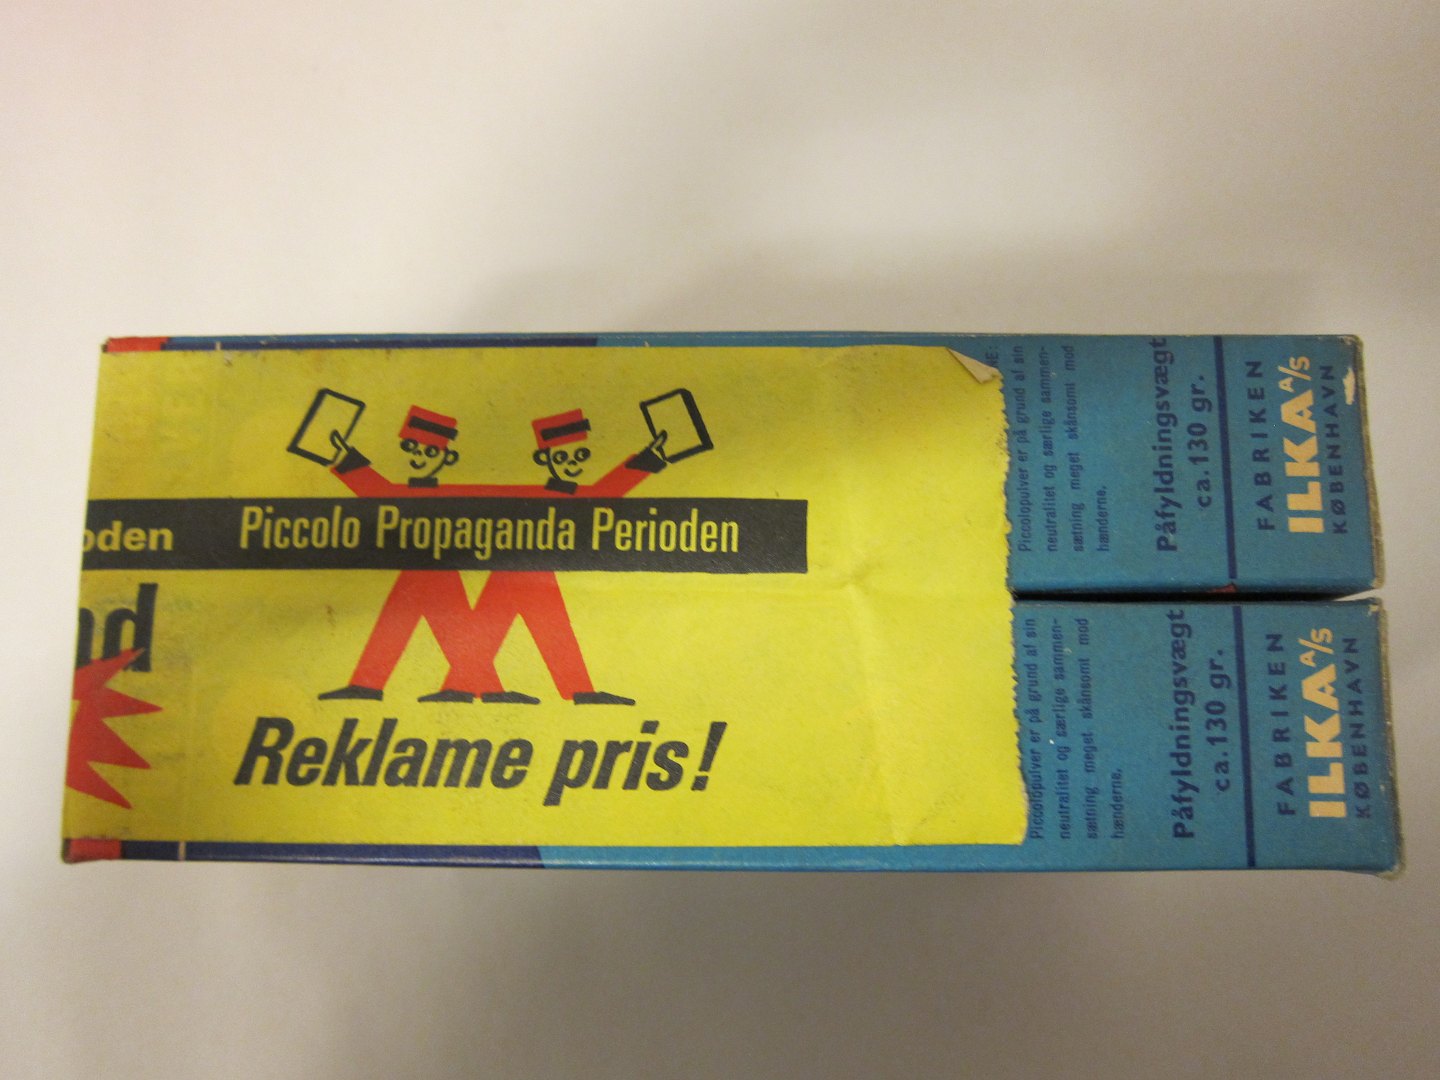 oden
Piccolo Propaganda Perioden
nd
Reklame pris!
Piccolopulver er på grund af sin
neutralitet og særlige sammen-
sætning meget skånsomt mod
hænderne.
Påfyldningsvægt
ca. 130 gr.
FABRIKEN
ILKA A/S
KØBENHAVN
Piccolopulver er på grund af sin
neutralitet og særlige sammen-
sætning meget skånsomt mod
hænderne.
Påfyldningsvægt
ca. 130 gr.
FABRIKEN
ILKA A/S
KØBENHAVN